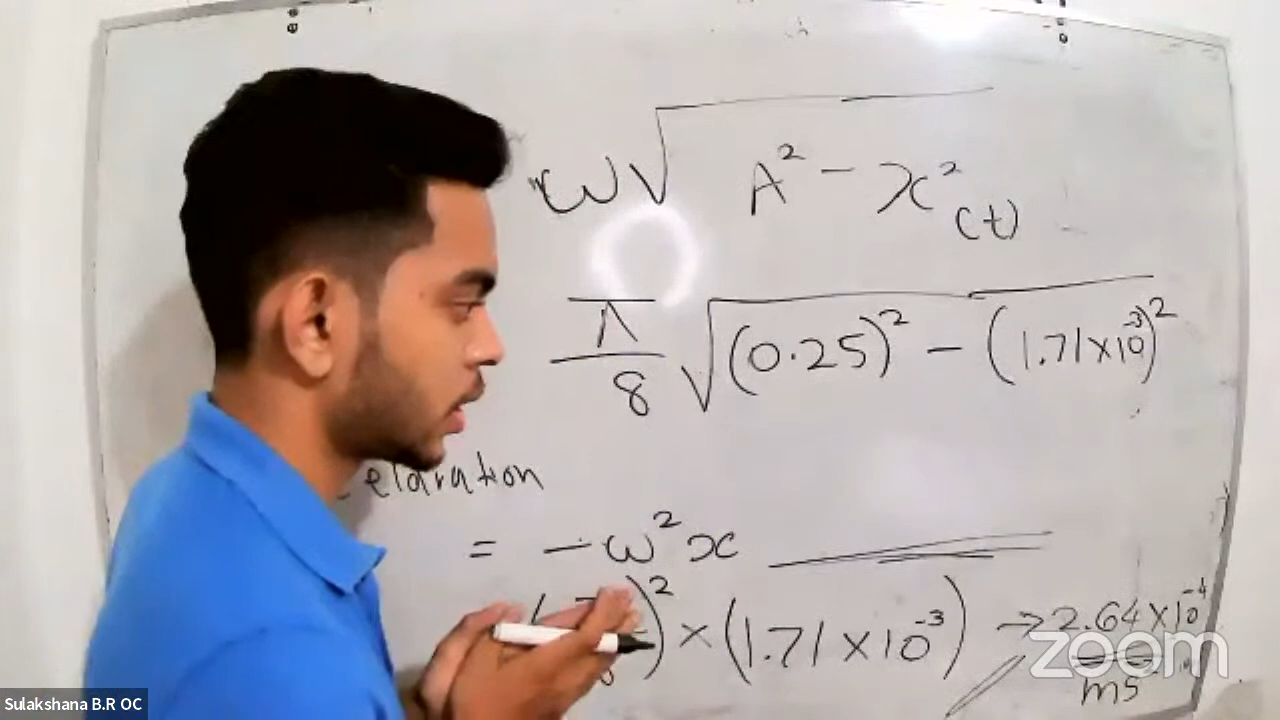 ω√A² − x²(t)
π/8 √(0.25)² − (1.71×10⁻³)²
elaration
= −ω²x
)² × (1.71 × 10⁻³) → 2.64 × 10⁻⁴
ms
zoom
Sulakshana B.R OC